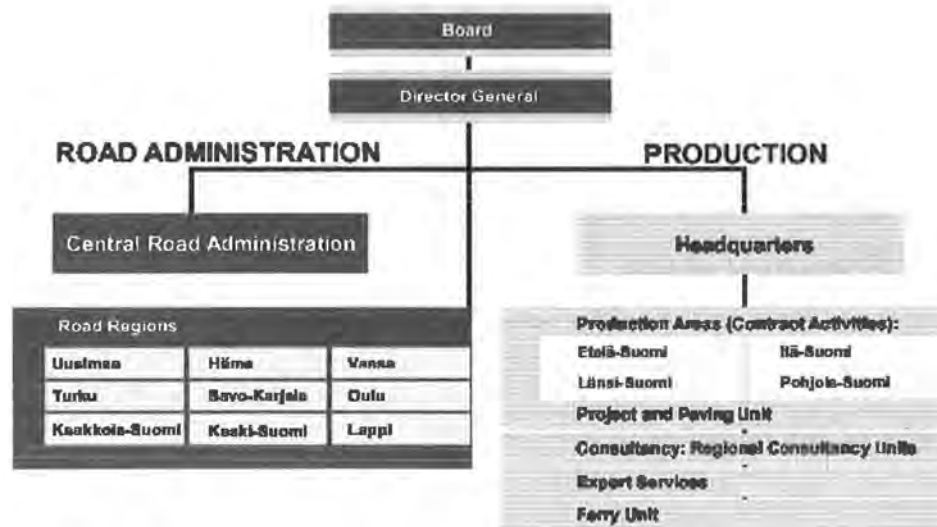 Board
Director General
ROAD ADMINISTRATION
PRODUCTION
Central Road Administration
Headquarters
Road Regions
Uusimaa Häme Vaasa
Turku Savo-Karjala Oulu
Kaakkois-Suomi Keski-Suomi Lappi
Production Areas (Contract Activities):
Etelä-Suomi Itä-Suomi
Länsi-Suomi Pohjois-Suomi
Project and Paving Unit
Consultancy: Regional Consultancy Units
Expert Services
Ferry Unit